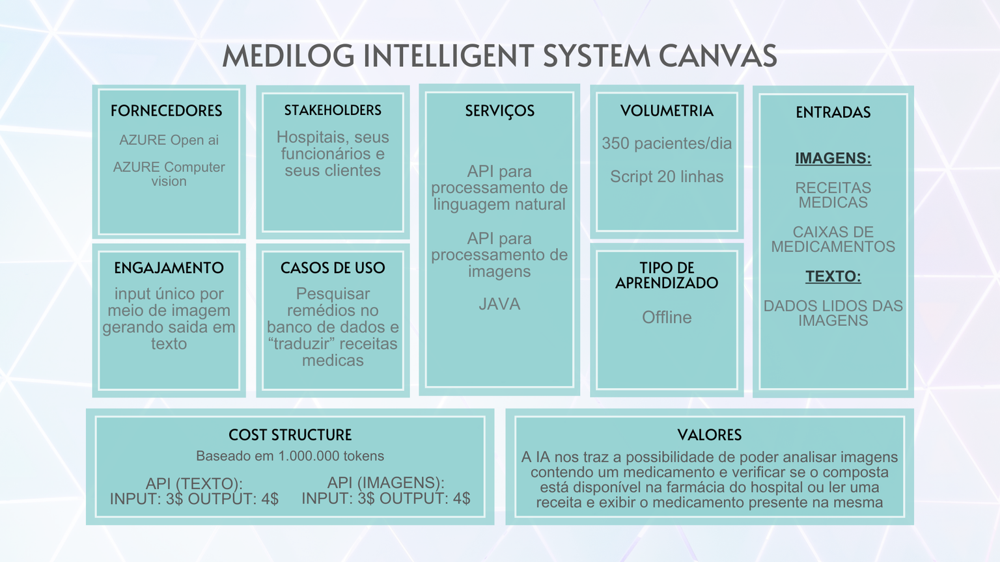 MEDILOG INTELLIGENT SYSTEM CANVAS
FORNECEDORES
AZURE Open ai
AZURE Computer
vision
STAKEHOLDERS
Hospitais, seus
funcionários e
seus clientes
SERVIÇOS
API para
processamento de
linguagem natural
API para
processamento de
imagens
JAVA
VOLUMETRIA
350 pacientes/dia
Script 20 linhas
ENTRADAS
IMAGENS:
RECEITAS
MEDICAS
CAIXAS DE
MEDICAMENTOS
TEXTO:
DADOS LIDOS DAS
IMAGENS
ENGAJAMENTO
input único por
meio de imagem
gerando saida em
texto
CASOS DE USO
Pesquisar
remédios no
banco de dados e
“traduzir” receitas
medicas
TIPO DE
APRENDIZADO
Offline
COST STRUCTURE
Baseado em 1.000.000 tokens
API (TEXTO):
INPUT: 3$ OUTPUT: 4$
API (IMAGENS):
INPUT: 3$ OUTPUT: 4$
VALORES
A IA nos traz a possibilidade de poder analisar imagens
contendo um medicamento e verificar se o composta
está disponível na farmácia do hospital ou ler uma
receita e exibir o medicamento presente na mesma